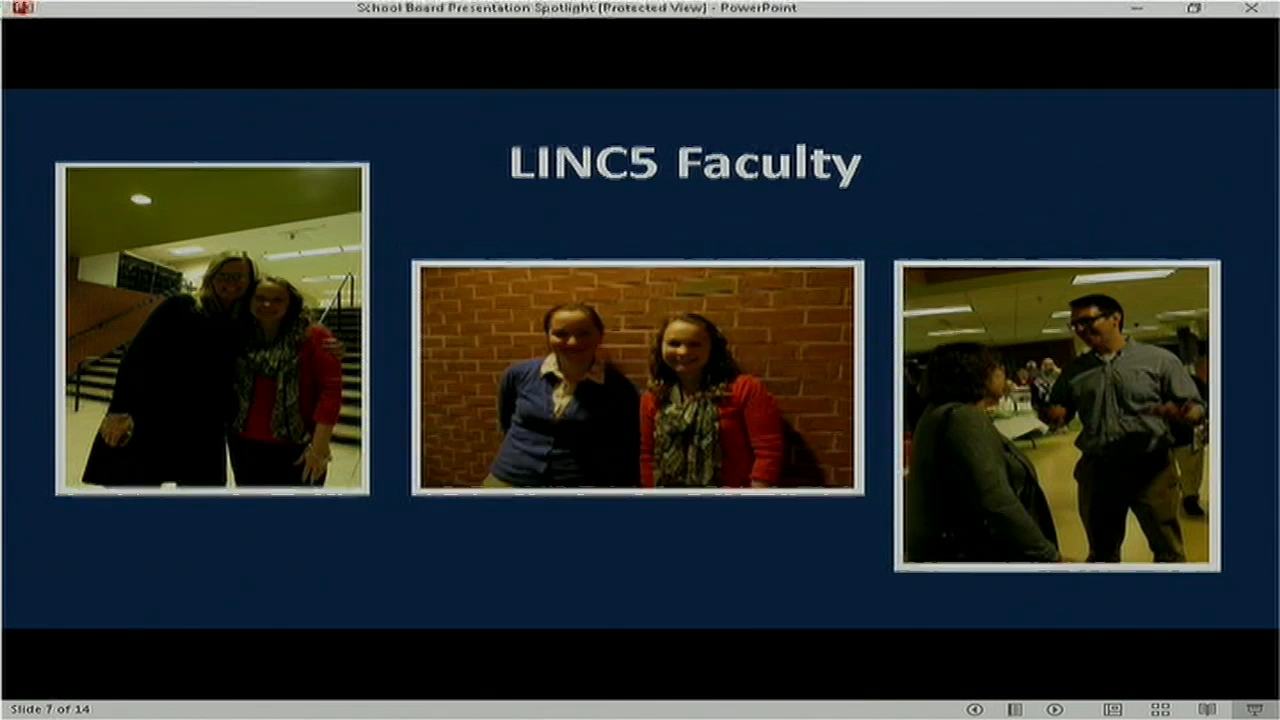 School Board Presentation Spotlight [Protected View] - PowerPoint
LINC5 Faculty
Slide 7 of 14